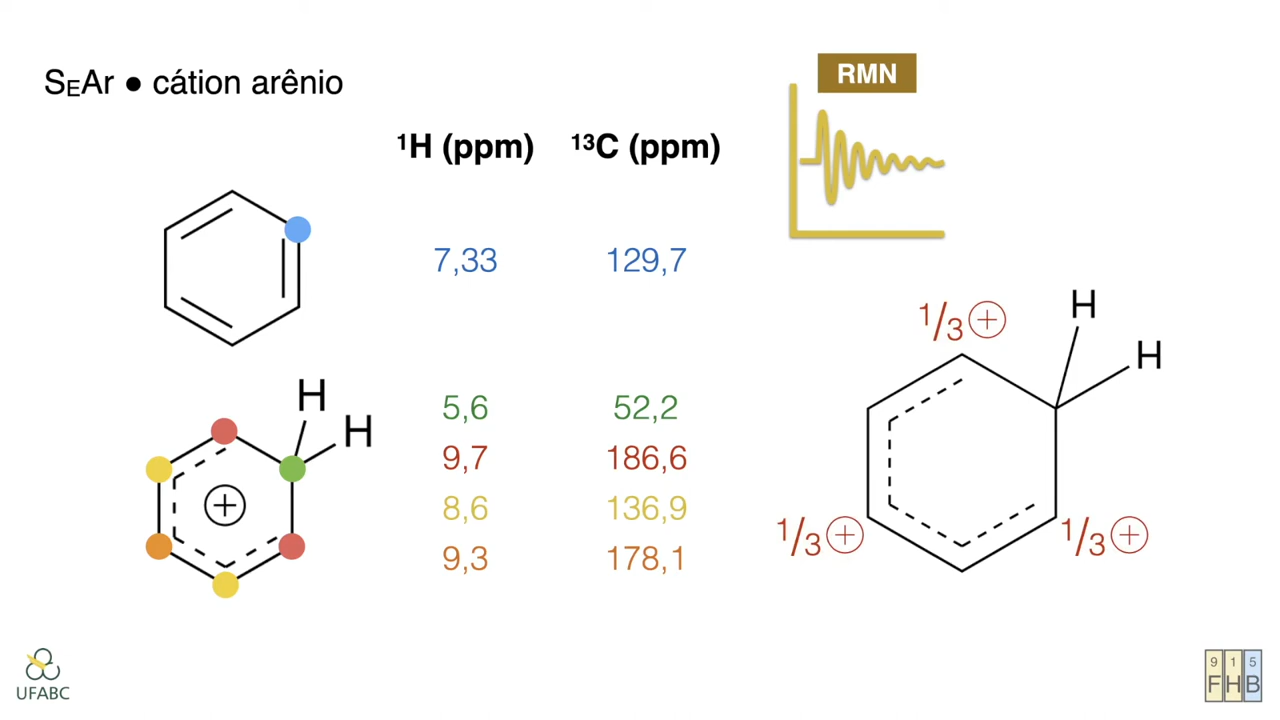 SEAr • cátion arênio
RMN
¹H (ppm) ¹³C (ppm)
7,33 129,7
H
H
5,6 52,2
9,7 186,6
8,6 136,9
9,3 178,1
+
H
H
1/3 +
1/3 +
1/3 +
UFABC
9 1 5
F H B